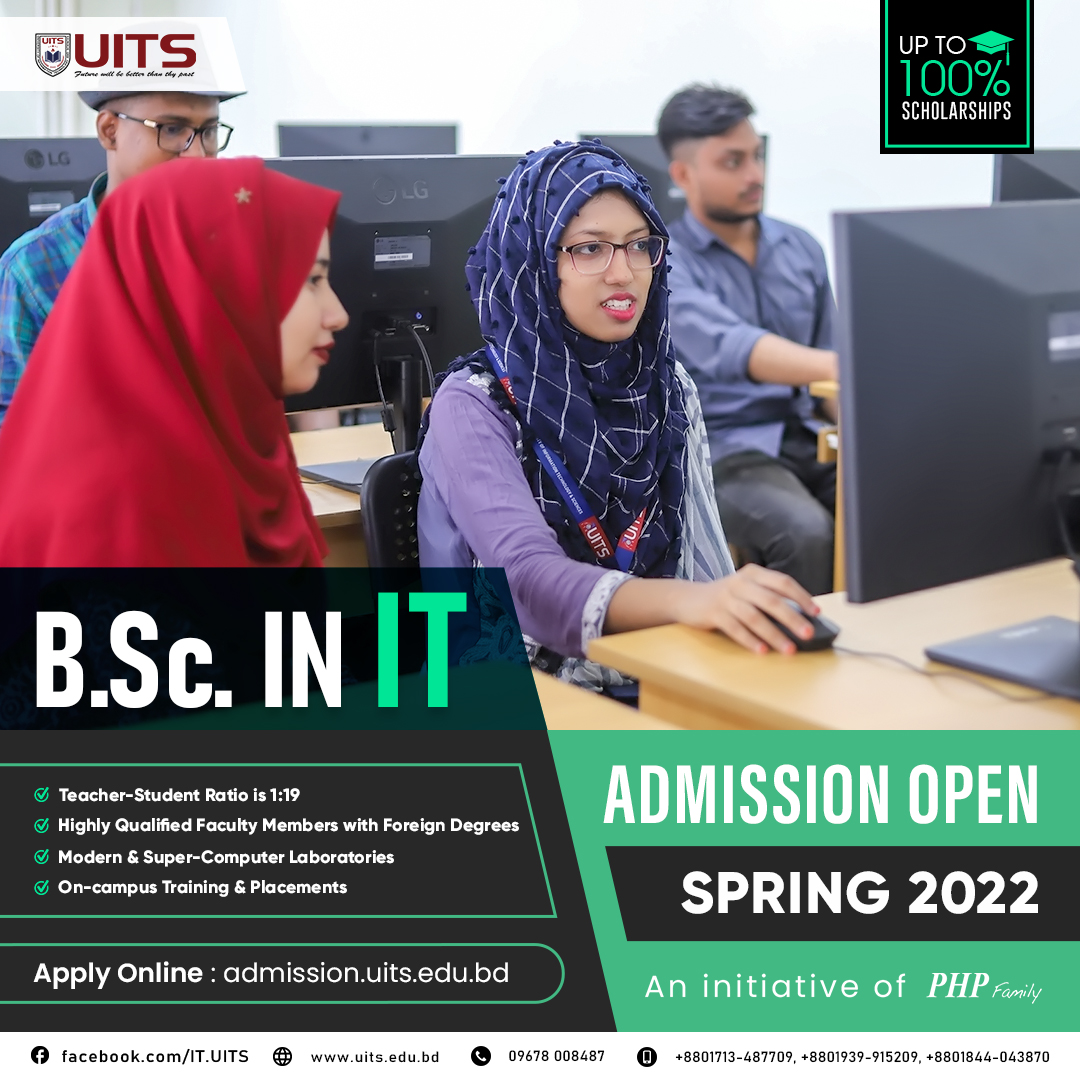 UITS
UITS
Future will be better than thy past
UP TO
100%
SCHOLARSHIPS
LG
LG
UITS
UITS
B.Sc. IN IT
Teacher-Student Ratio is 1:19
Highly Qualified Faculty Members with Foreign Degrees
Modern & Super-Computer Laboratories
On-campus Training & Placements
Apply Online : admission.uits.edu.bd
ADMISSION OPEN
SPRING 2022
An initiative of PHP Family
facebook.com/IT.UITS
www.uits.edu.bd
09678 008487
+8801713-487709, +8801939-915209, +8801844-043870